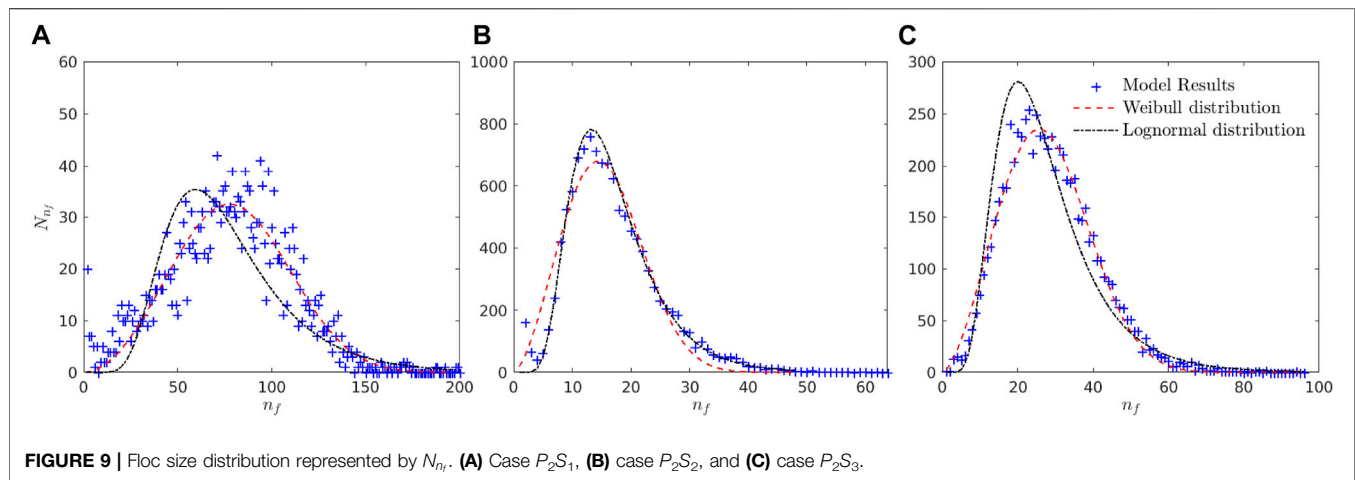 A
B
C
60
50
40
30
20
10
0
N_{n_f}
0 50 100 150 200
n_f
1000
800
600
400
200
0
0 10 20 30 40 50 60
n_f
300
250
200
150
100
50
0
0 20 40 60 80 100
n_f
Model Results
Weibull distribution
Lognormal distribution
FIGURE 9 | Floc size distribution represented by N_{n_f}. (A) Case P_2S_1, (B) case P_2S_2, and (C) case P_2S_3.